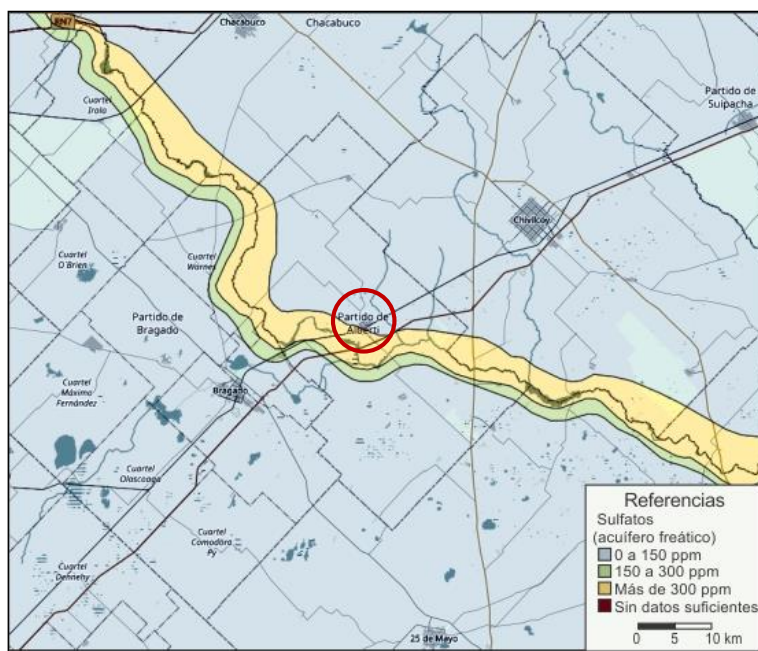 RN7
Chacabuco
Chacabuco
Partido de
Suipacha
Cuartel
Irala
Chivilcoy
Cuartel
O'Brien
Cuartel
Warnes
Partido de
Bragado
Partido de
Alberti
Cuartel
Máximo
Fernández
Bragado
Cuartel
Olascoaga
Cuartel
Comodoro
Py
Cuartel
Dennehy
25 de Mayo
Referencias
Sulfatos
(acuífero freático)
0 a 150 ppm
150 a 300 ppm
Más de 300 ppm
Sin datos suficientes
0 5 10 km